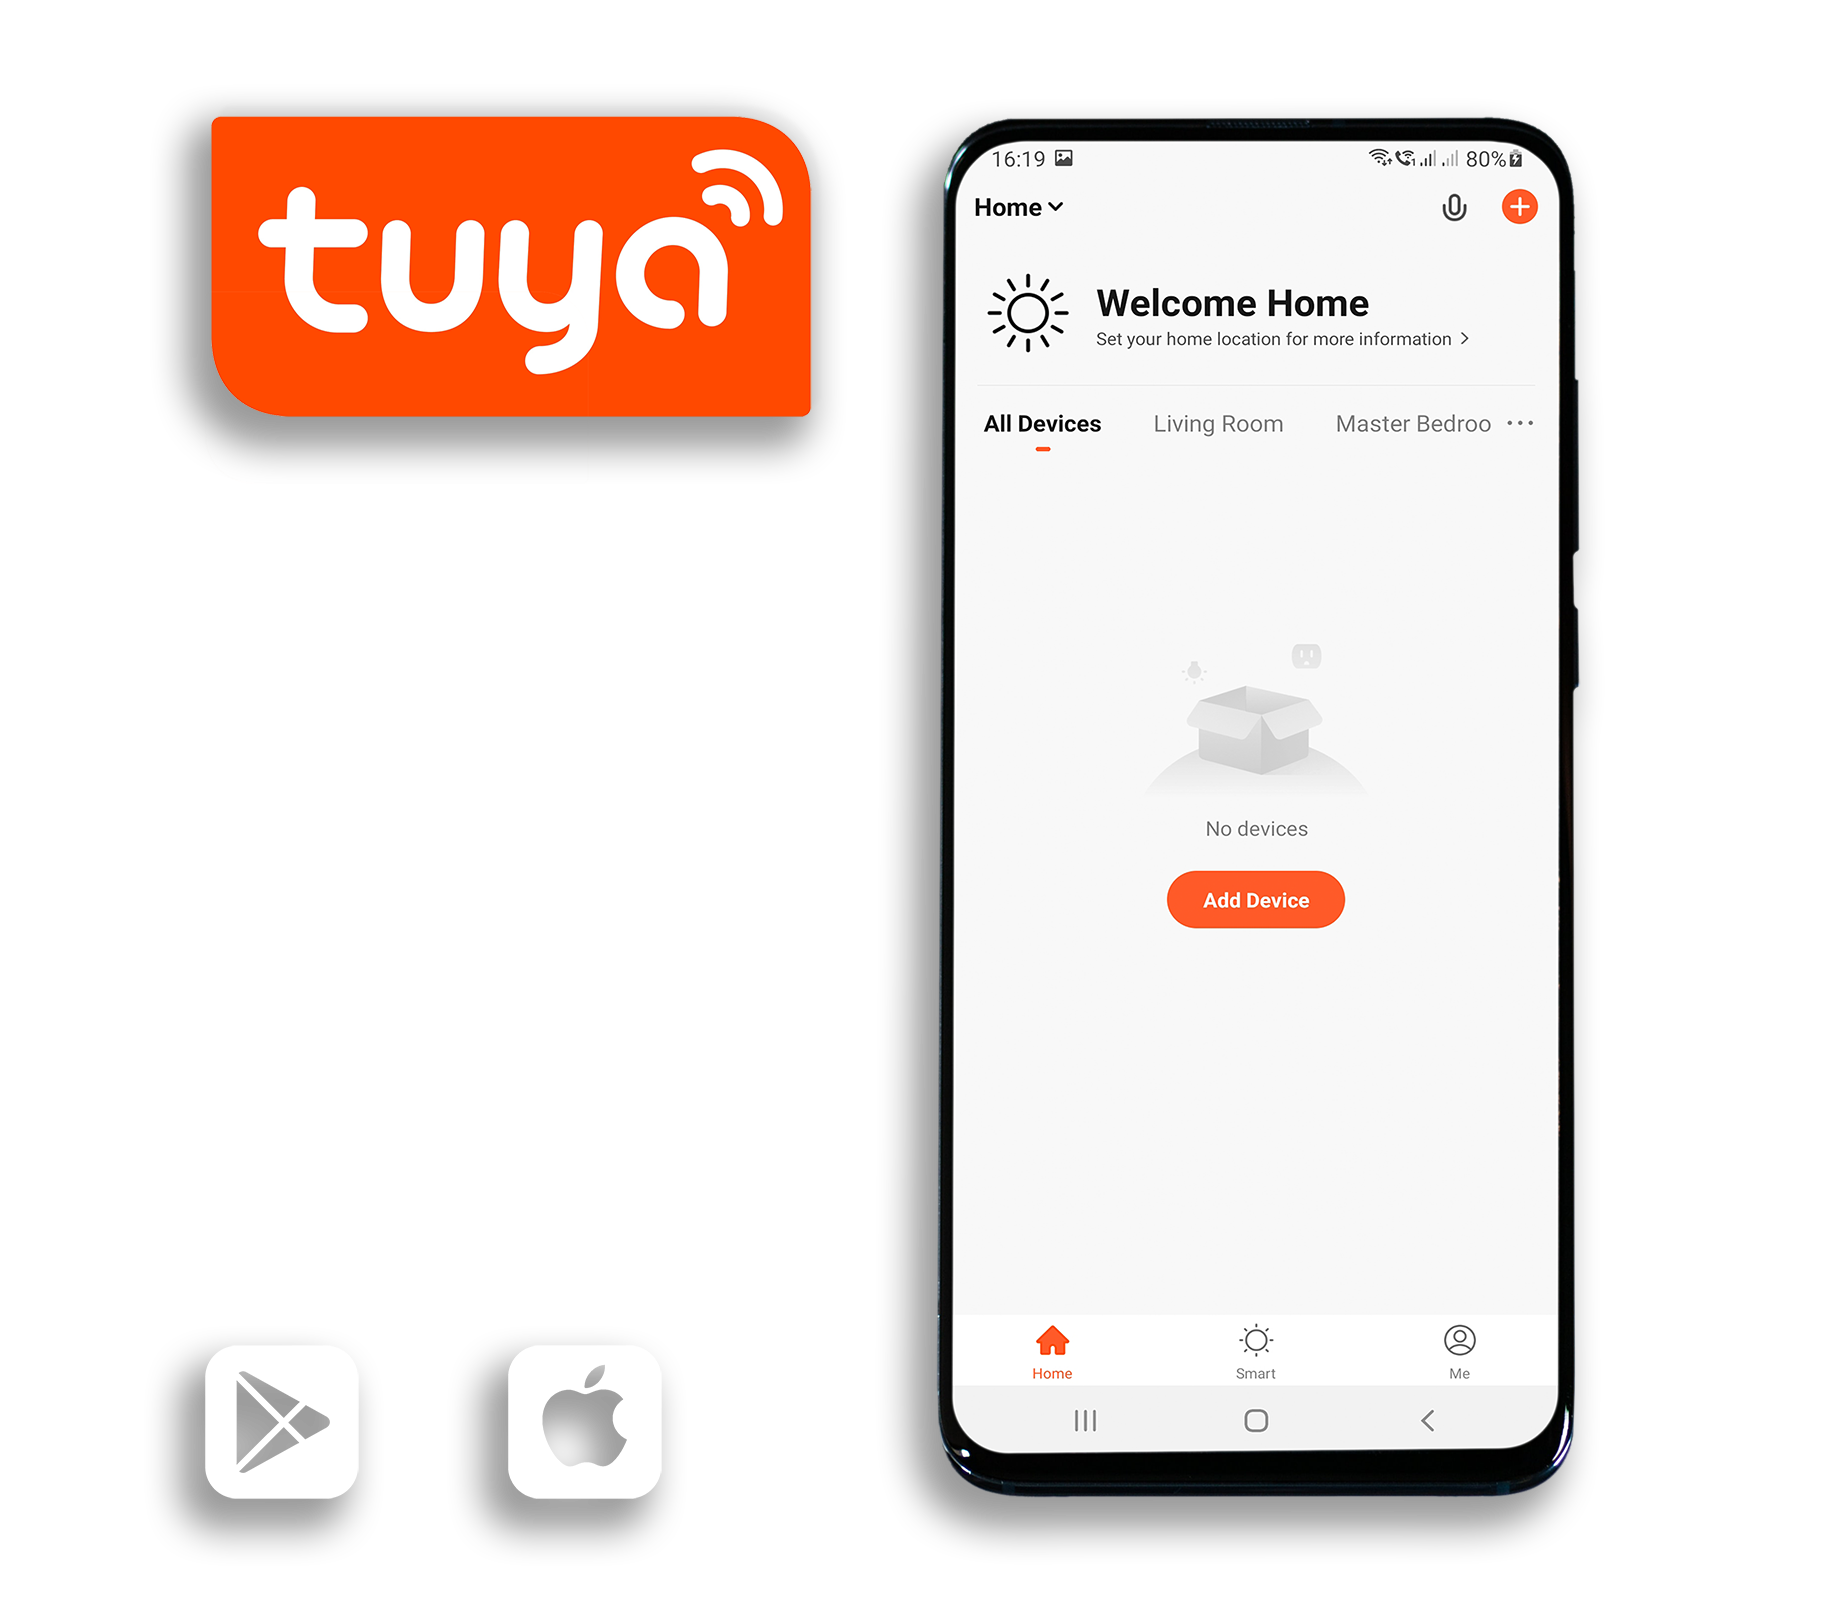 tuya
16:19
80%
Home
Welcome Home
Set your home location for more information
All Devices Living Room Master Bedroo ...
No devices
Add Device
Home Smart Me